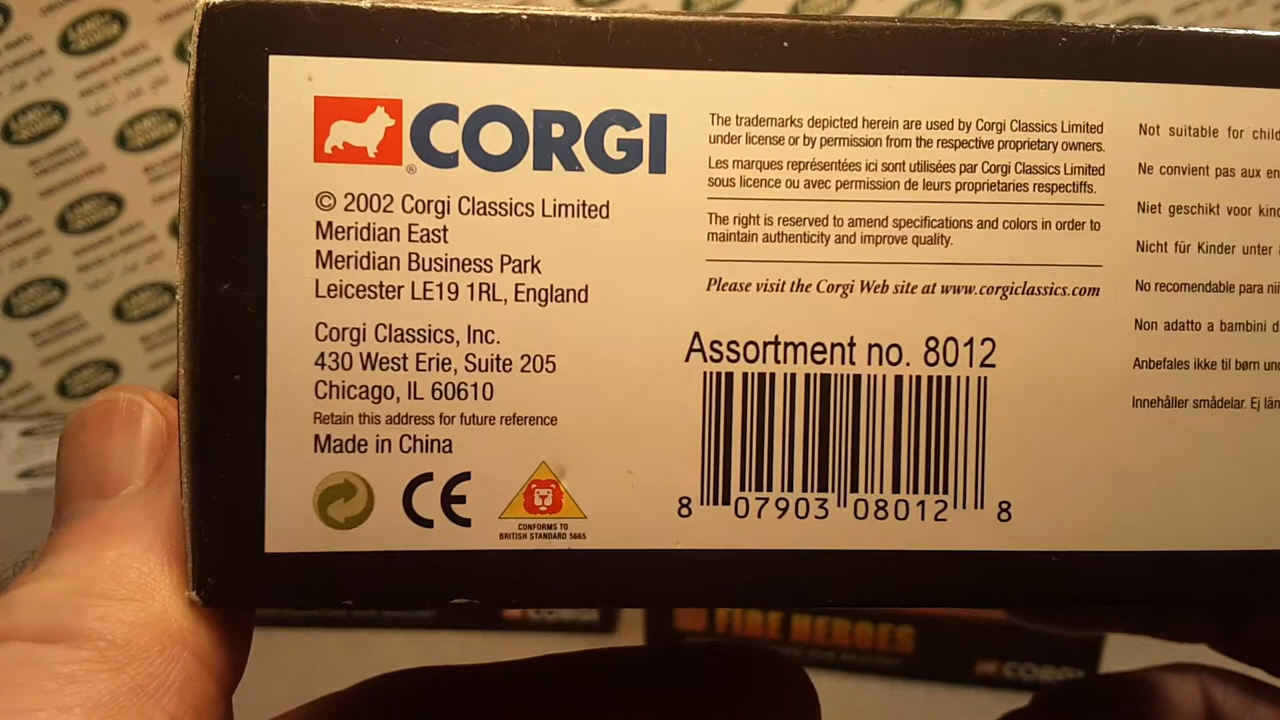 CORGI
©2002 Corgi Classics Limited
Meridian East
Meridian Business Park
Leicester LE19 1RL, England
Corgi Classics, Inc.
430 West Erie, Suite 205
Chicago, IL 60610
Retain this address for future reference
Made in China
CE
CONFORMS TO
BRITISH STANDARD 5665
The trademarks depicted herein are used by Corgi Classics Limited
under license or by permission from the respective proprietary owners.
Les marques représentées ici sont utilisées par Corgi Classics Limited
sous licence ou avec permission de leurs proprietaries respectiffs.
The right is reserved to amend specifications and colors in order to
maintain authenticity and improve quality.
Please visit the Corgi Web site at www.corgiclassics.com
Assortment no. 8012
8 07903 08012 8
Not suitable for
Ne convient pas aux
Niet geschikt voor
Nicht für Kinder unter
No recomendable para
Non adatto a bambini
Anbefales ikke til børn
Innehåller smådelar. Ej
FIRE HEROES
CORGI
CORGI